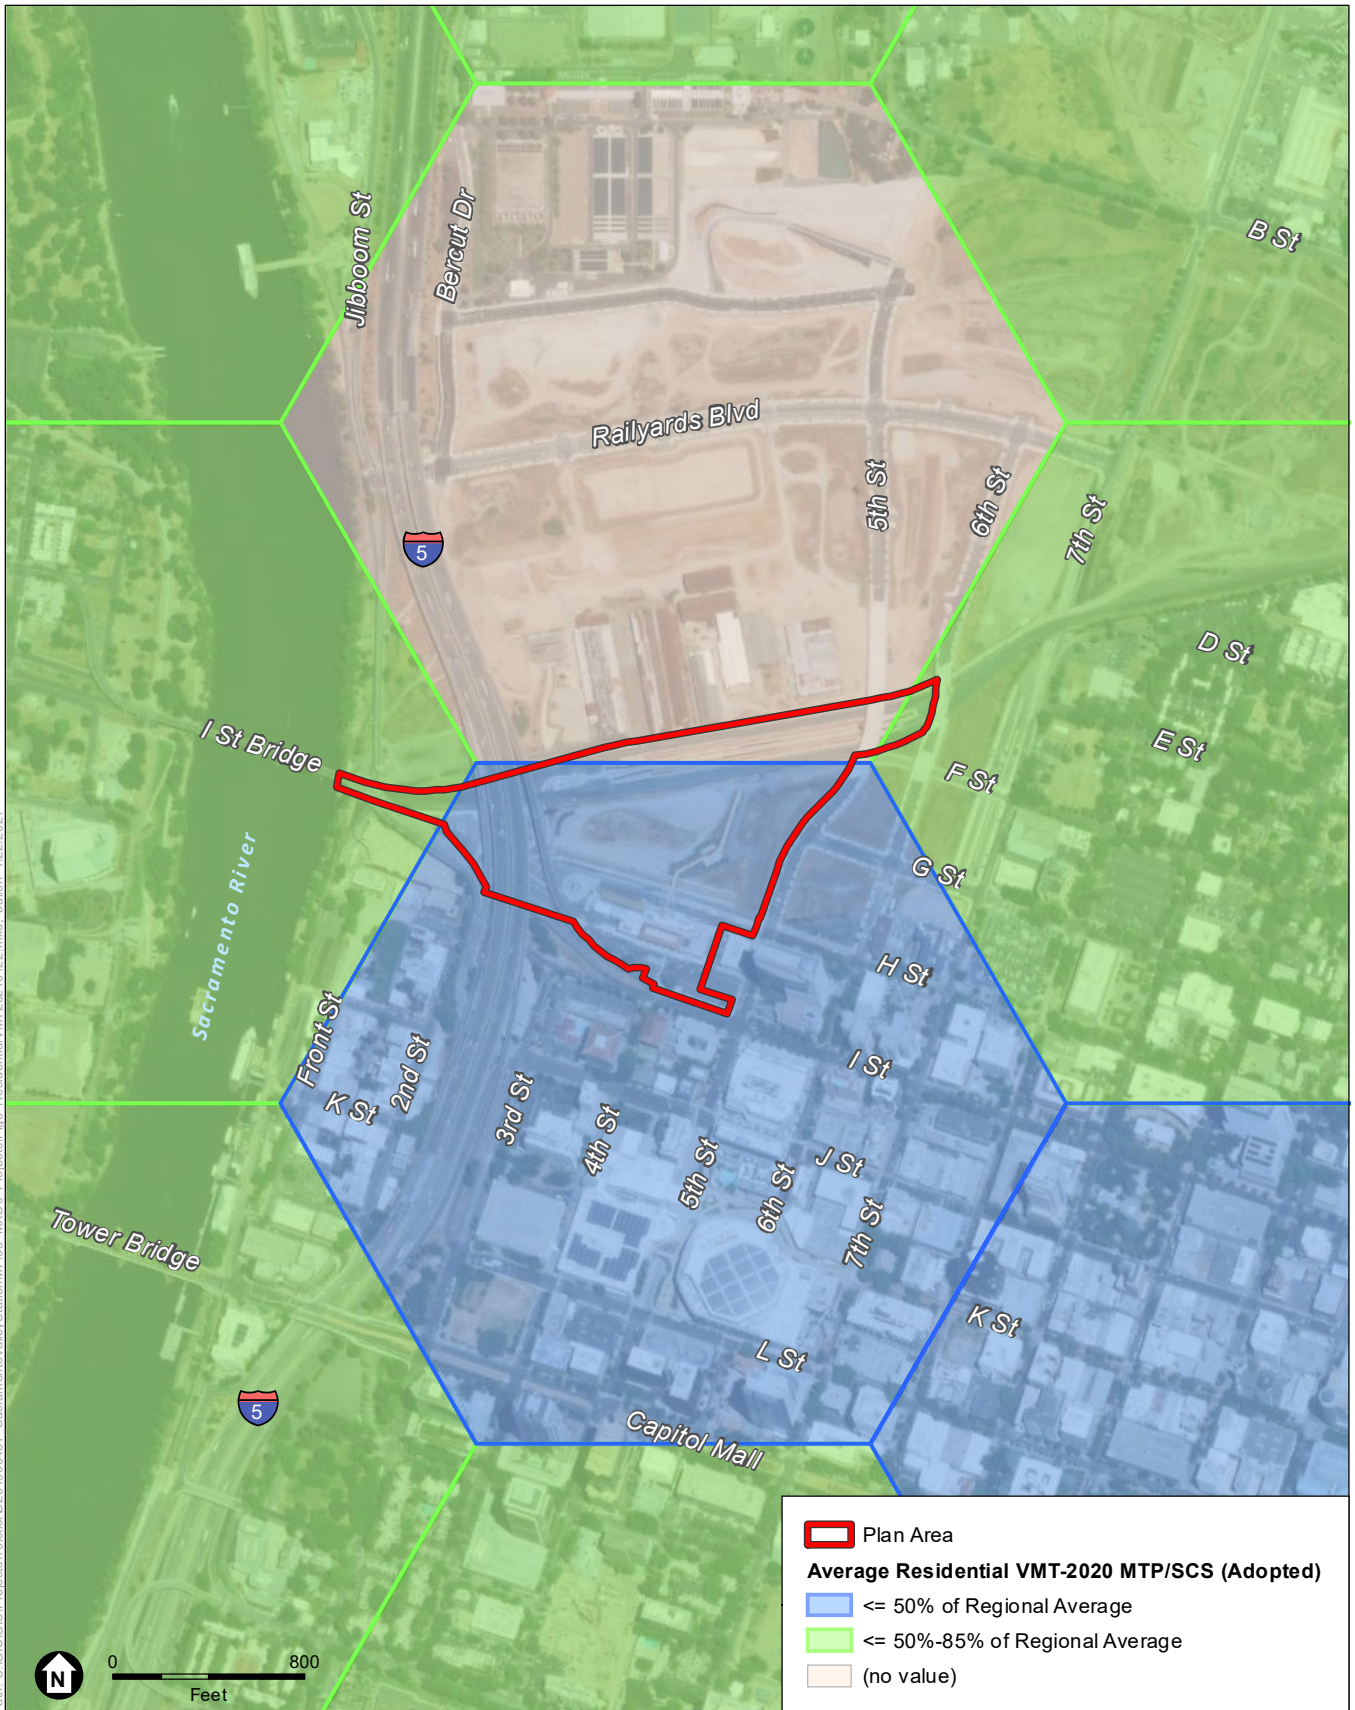 B St
Jibboom St
Bercut Dr
Railyards Blvd
5th St
6th St
7th St
5
D St
E St
I St Bridge
F St
G St
Sacramento River
H St
Front St
2nd St
K St
I St
3rd St
4th St
5th St
6th St
J St
7th St
Tower Bridge
K St
L St
5
Capitol Mall
Plan Area
Average Residential VMT-2020 MTP/SCS (Adopted)
<= 50% of Regional Average
<= 50%-85% of Regional Average
(no value)
N
0 800
Feet